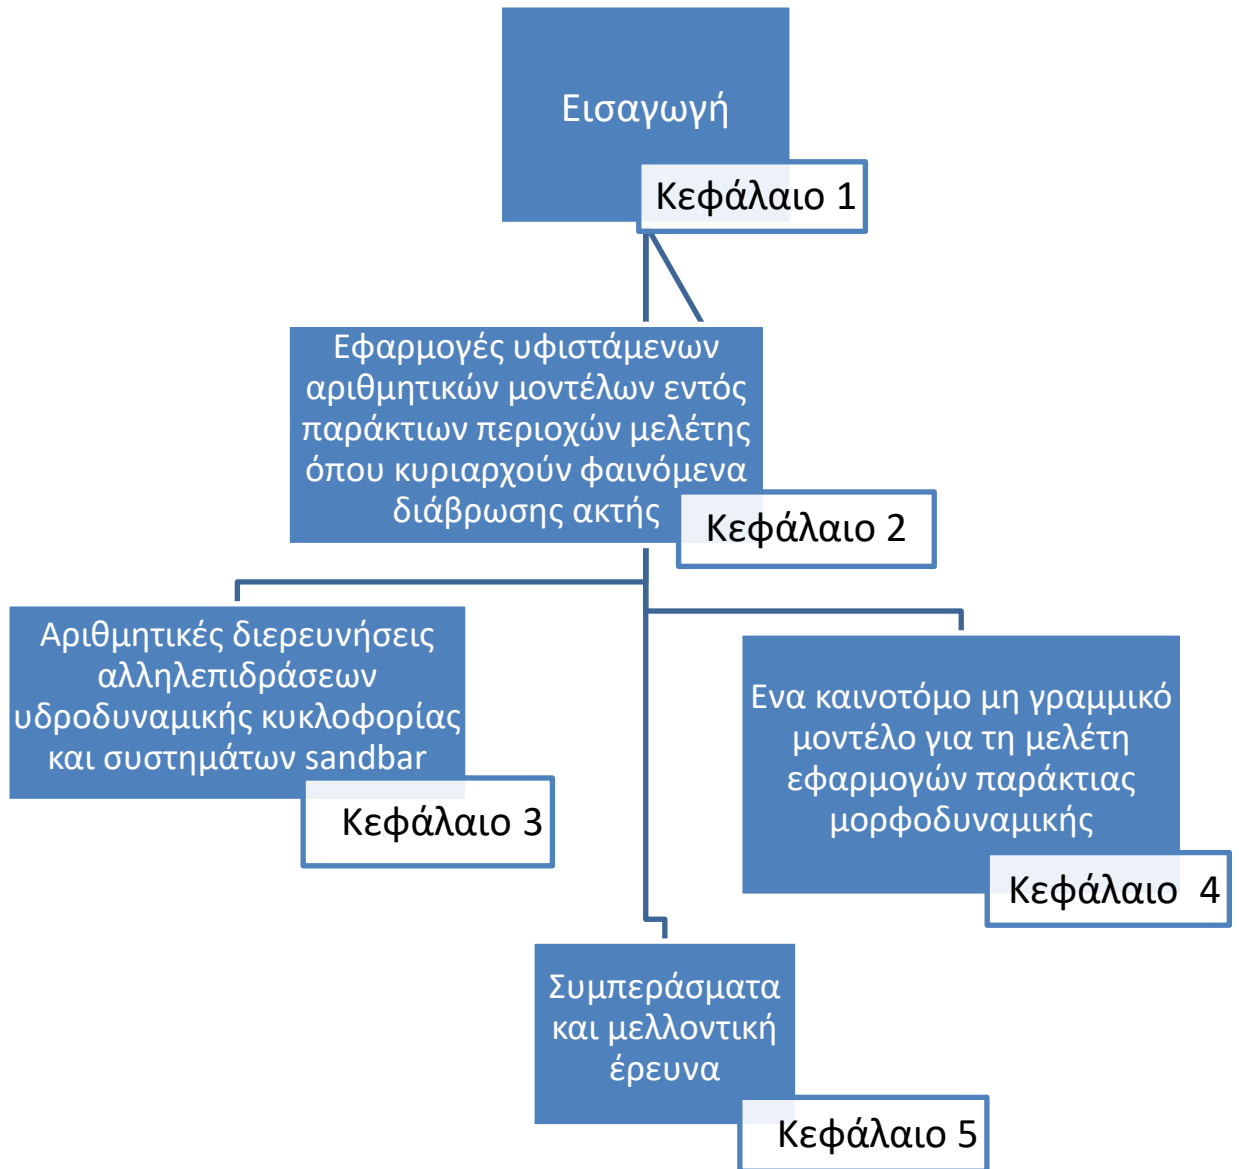 Εισαγωγή
Κεφάλαιο 1
Εφαρμογές υφιστάμενων
αριθμητικών μοντέλων εντός
παράκτιων περιοχών μελέτης
όπου κυριαρχούν φαινόμενα
διάβρωσης ακτής
Κεφάλαιο 2
Αριθμητικές διερευνήσεις
αλληλεπιδράσεων
υδροδυναμικής κυκλοφορίας
και συστημάτων sandbar
Κεφάλαιο 3
Ενα καινοτόμο μη γραμμικό
μοντέλο για τη μελέτη
εφαρμογών παράκτιας
μορφοδυναμικής
Κεφάλαιο 4
Συμπεράσματα
και μελλοντική
έρευνα
Κεφάλαιο 5